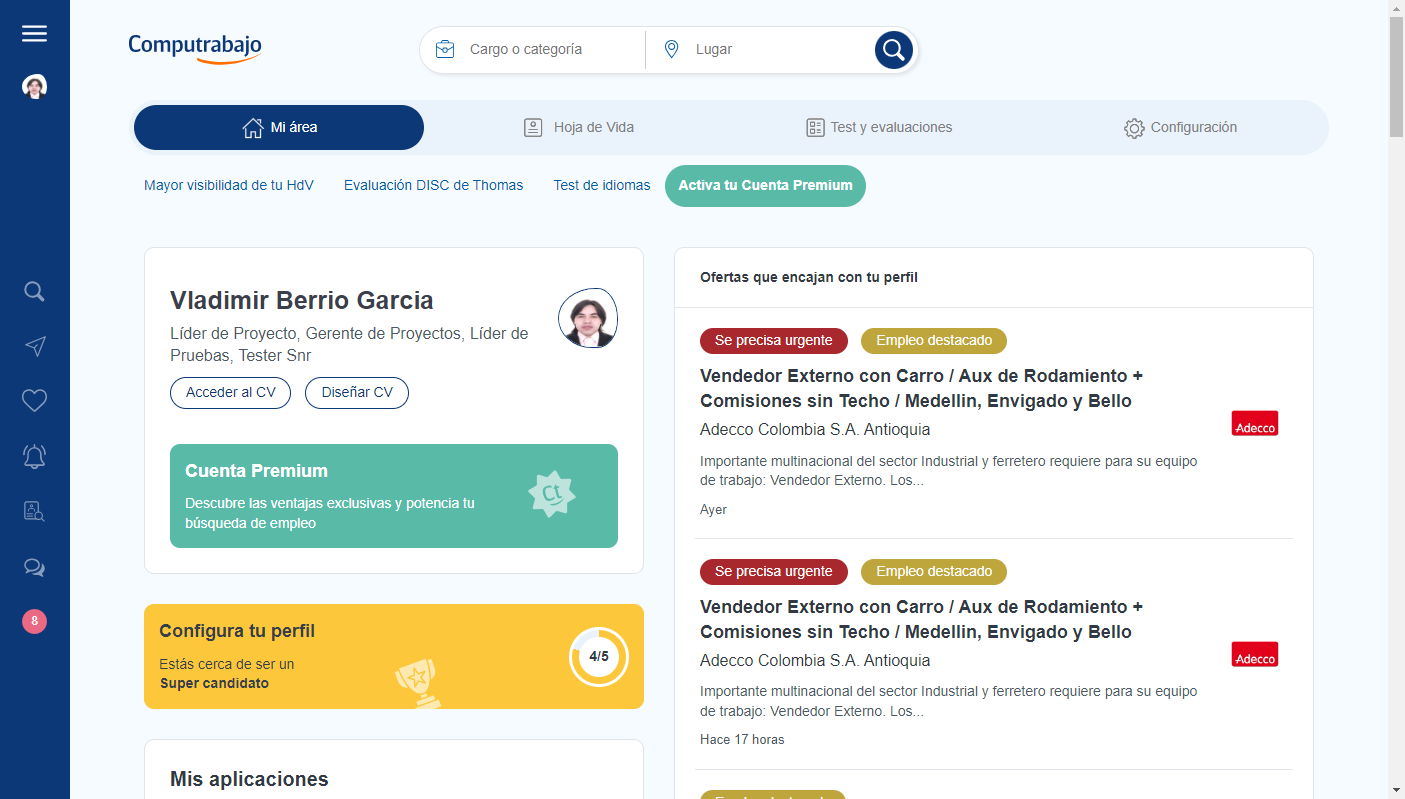 Computrabajo
Cargo o categoría
Lugar
Mi área
Hoja de Vida
Test y evaluaciones
Configuración
Mayor visibilidad de tu HdV
Evaluación DISC de Thomas
Test de idiomas
Activa tu Cuenta Premium
Vladimir Berrio Garcia
Líder de Proyecto, Gerente de Proyectos, Líder de
Pruebas, Tester Snr
Acceder al CV
Diseñar CV
Cuenta Premium
Descubre las ventajas exclusivas y potencia tu
búsqueda de empleo
Ct
Configura tu perfil
Estás cerca de ser un
Super candidato
4/5
Mis aplicaciones
Ofertas que encajan con tu perfil
Se precisa urgente
Empleo destacado
Vendedor Externo con Carro / Aux de Rodamiento +
Comisiones sin Techo / Medellin, Envigado y Bello
Adecco Colombia S.A. Antioquia
Adecco
Importante multinacional del sector Industrial y ferretero requiere para su equipo
de trabajo: Vendedor Externo. Los...
Ayer
Se precisa urgente
Empleo destacado
Vendedor Externo con Carro / Aux de Rodamiento +
Comisiones sin Techo / Medellin, Envigado y Bello
Adecco Colombia S.A. Antioquia
Adecco
Importante multinacional del sector Industrial y ferretero requiere para su equipo
de trabajo: Vendedor Externo. Los...
Hace 17 horas
8